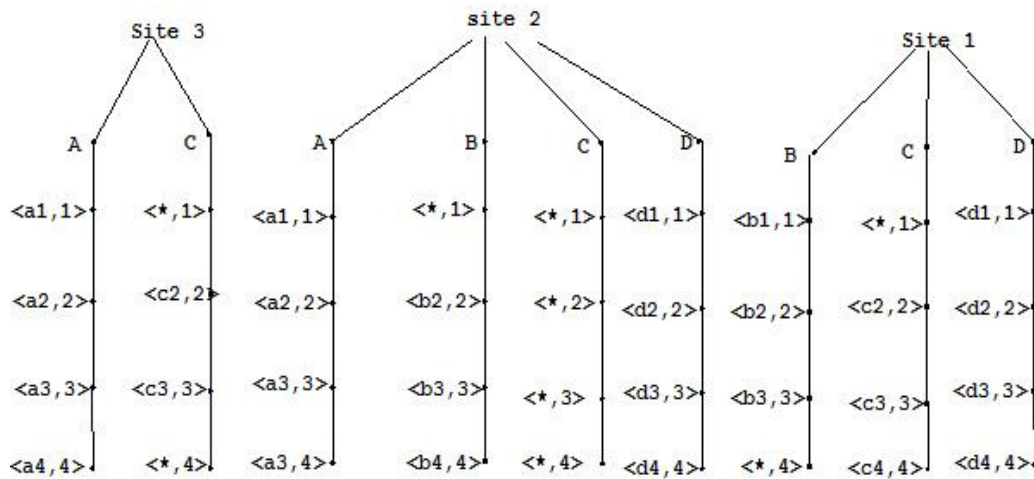 Site 3 site 2 Site 1
A C A B C D B C D
<a1,1> <*,1> <a1,1> <*,1> <*,1> <d1,1> <b1,1> <*,1> <d1,1>
<a2,2> <c2,2> <a2,2> <b2,2> <*,2> <d2,2> <b2,2> <c2,2> <d2,2>
<a3,3> <c3,3> <a3,3> <b3,3> <*,3> <d3,3> <b3,3> <c3,3> <d3,3>
<a4,4> <*,4> <a3,4> <b4,4> <*,4> <d4,4> <*,4> <c4,4> <d4,4>